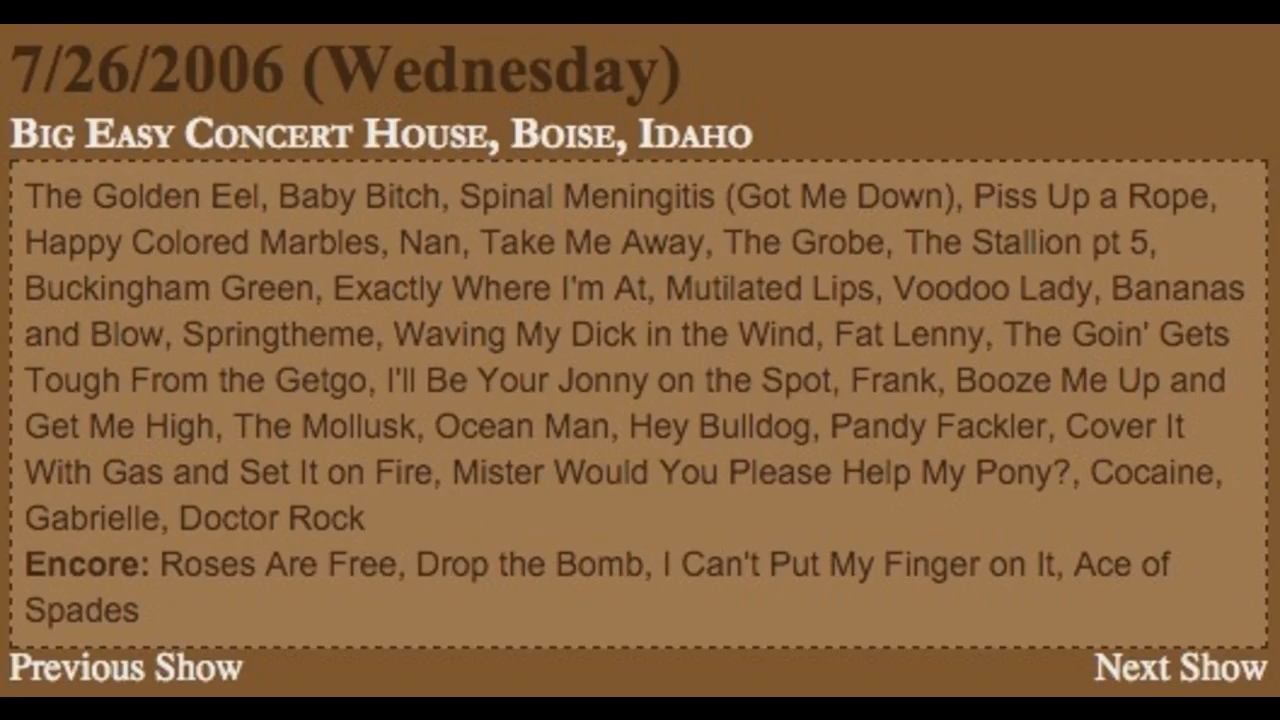 7/26/2006 (Wednesday)
Big Easy Concert House, Boise, Idaho
The Golden Eel, Baby Bitch, Spinal Meningitis (Got Me Down), Piss Up a Rope,
Happy Colored Marbles, Nan, Take Me Away, The Grobe, The Stallion pt 5,
Buckingham Green, Exactly Where I'm At, Mutilated Lips, Voodoo Lady, Bananas
and Blow, Springtheme, Waving My Dick in the Wind, Fat Lenny, The Goin' Gets
Tough From the Getgo, I'll Be Your Jonny on the Spot, Frank, Booze Me Up and
Get Me High, The Mollusk, Ocean Man, Hey Bulldog, Pandy Fackler, Cover It
With Gas and Set It on Fire, Mister Would You Please Help My Pony?, Cocaine,
Gabrielle, Doctor Rock
Encore: Roses Are Free, Drop the Bomb, I Can't Put My Finger on It, Ace of
Spades
Previous Show
Next Show